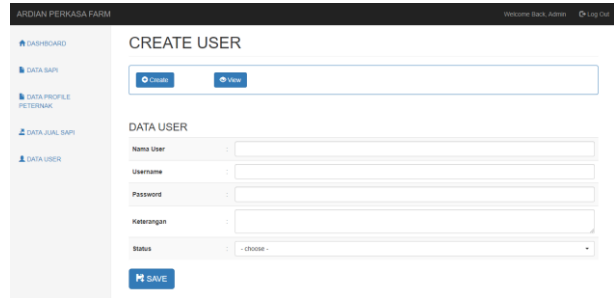 ARDIAN PERKASA FARM
Welcome Back, Admin
Log Out
DASHBOARD
DATA SAPI
DATA PROFILE
PETERNAK
DATA JUAL SAPI
DATA USER
CREATE USER
Create
View
DATA USER
Nama User :
Username :
Password :
Keterangan :
Status : - choose -
SAVE